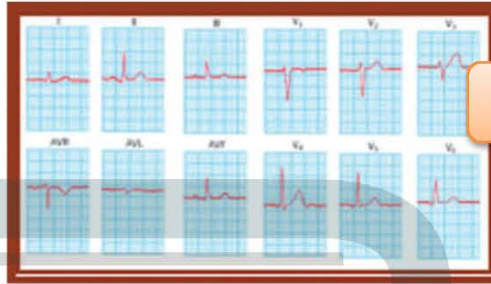 I II III V₁ V₂ V₃
AVR AVL AVF V₄ V₅ V₆